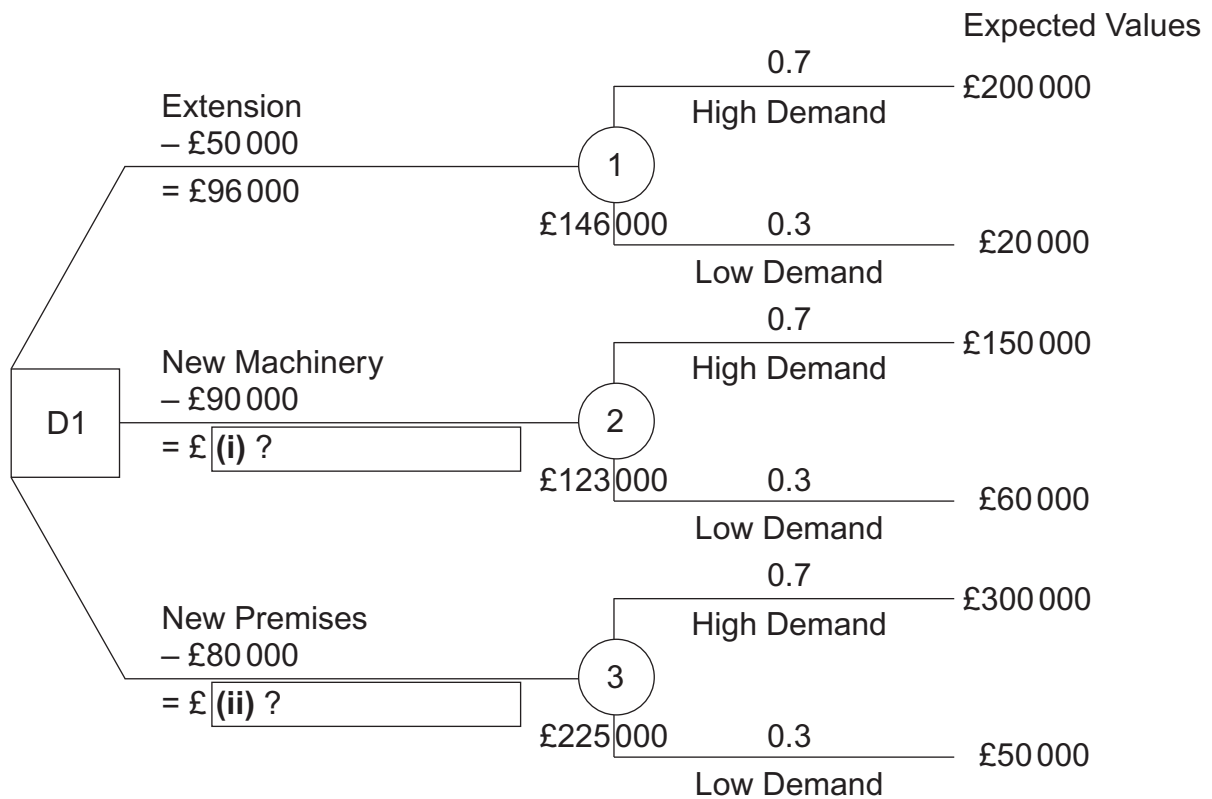 Expected Values
0.7
£200 000
High Demand
Extension
– £50 000
= £96 000
1
£146 000
0.3
£20 000
Low Demand
0.7
£150 000
High Demand
New Machinery
– £90 000
D1
= £ (i) ?
2
£123 000
0.3
£60 000
Low Demand
0.7
£300 000
High Demand
New Premises
– £80 000
= £ (ii) ?
3
£225 000
0.3
£50 000
Low Demand